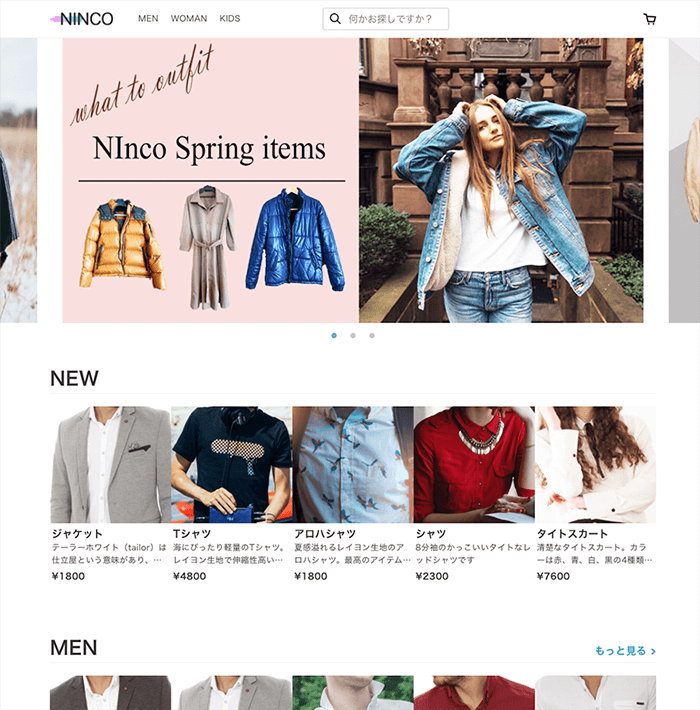 NINCO
MEN WOMAN KIDS
何かお探しですか？
what to outfit
NInco Spring items
NEW
ジャケット
テーラーホワイト（tailor）は
仕立屋という意味があり、…
¥1800
Tシャツ
海にぴったり軽量のTシャツ。
レイヨン生地で伸縮性高い…
¥4800
アロハシャツ
夏感溢れるレイヨン生地のア
ロハシャツ。最高のアイテム…
¥1800
シャツ
8分袖のかっこいいタイトなレ
ッドシャツです
¥2300
タイトスカート
清楚なタイトスカート。カラ
ーは赤、青、白、黒の4種類…
¥7600
MEN
もっと見る